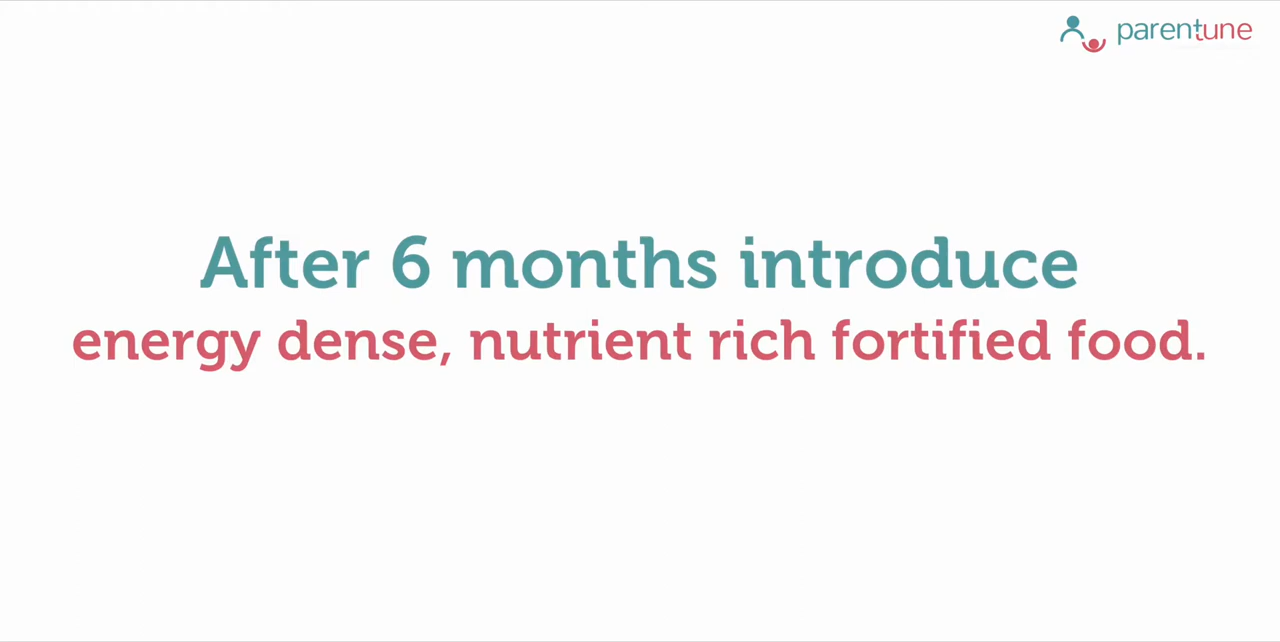 parentune
After 6 months introduce
energy dense, nutrient rich fortified food.